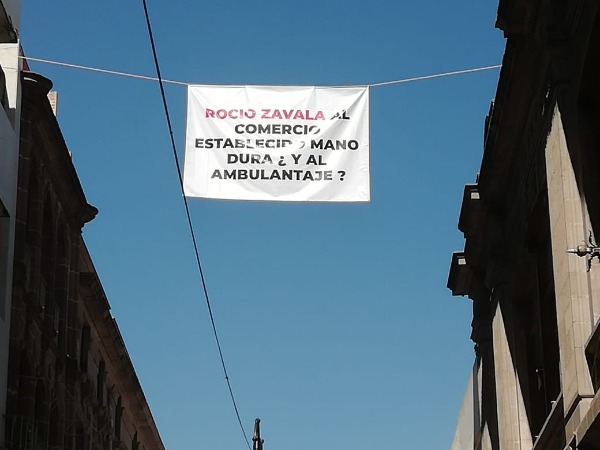 ROCIO ZAVALA AL
COMERCIO
ESTABLECIDO MANO
DURA ¿ Y AL
AMBULANTAJE ?